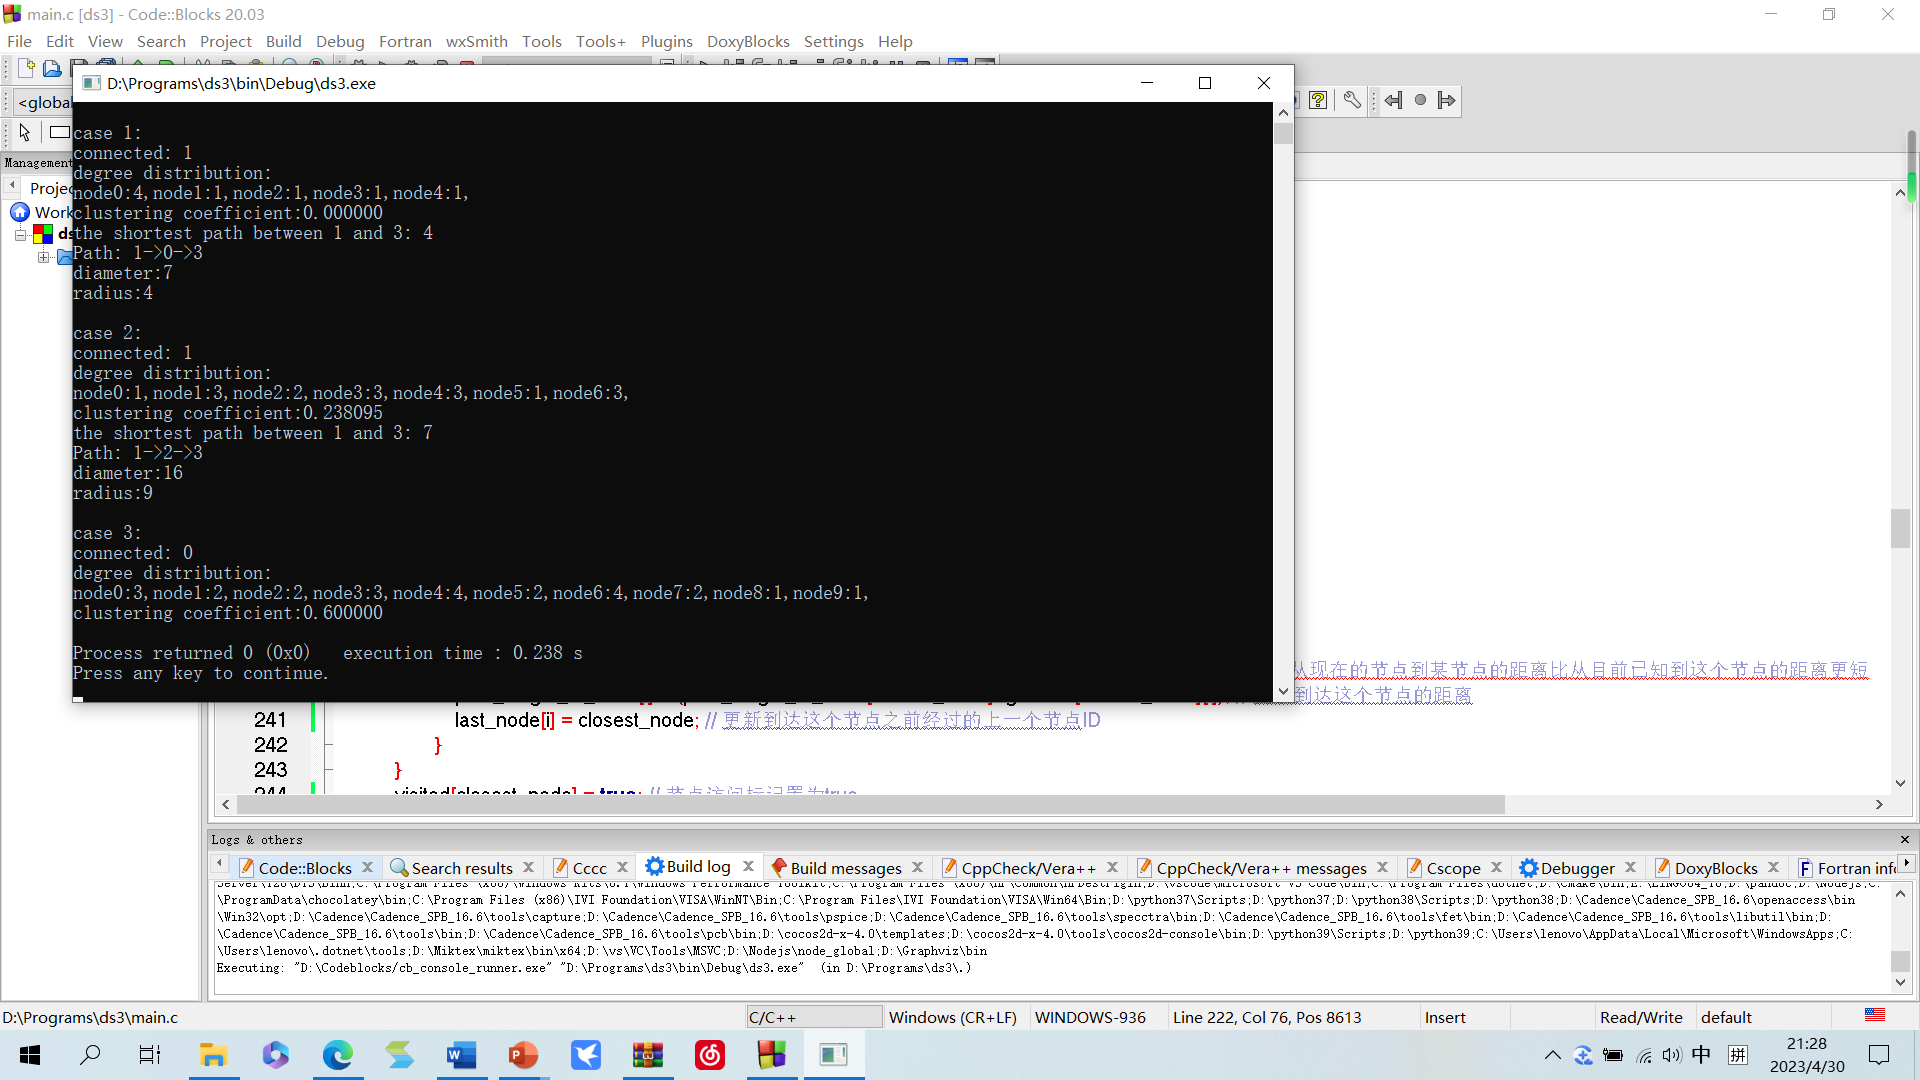 main.c [ds3] - Code::Blocks 20.03
File Edit View Search Project Build Debug Fortran wxSmith Tools Tools+ Plugins DoxyBlocks Settings Help
D:\Programs\ds3\bin\Debug\ds3.exe
<global
Management
Projec
Work
ds
case 1:
connected: 1
degree distribution:
node0:4,node1:1,node2:1,node3:1,node4:1,
clustering coefficient:0.000000
the shortest path between 1 and 3: 4
Path: 1->0->3
diameter:7
radius:4
case 2:
connected: 1
degree distribution:
node0:1,node1:3,node2:2,node3:3,node4:3,node5:1,node6:3,
clustering coefficient:0.238095
the shortest path between 1 and 3: 7
Path: 1->2->3
diameter:16
radius:9
case 3:
connected: 0
degree distribution:
node0:3,node1:2,node2:2,node3:3,node4:4,node5:2,node6:4,node7:2,node8:1,node9:1,
clustering coefficient:0.600000
Process returned 0 (0x0)   execution time : 0.238 s
Press any key to continue.
从现在的节点到某节点的距离比从目前已知到这个节点的距离更短
到达这个节点的距离
241 last_node[i] = closest_node; // 更新到达这个节点之前经过的上一个节点ID
242 }
243 }
244 visited[closest_node] = true; // 节点访问标记置为true
Logs & others
Code::Blocks Search results Cccc Build log Build messages CppCheck/Vera++ CppCheck/Vera++ messages Cscope Debugger DoxyBlocks Fortran info
\ProgramData\chocolatey\bin;C:\Program Files (x86)\IVI Foundation\VISA\WinNT\Bin;C:\Program Files\IVI Foundation\VISA\Win64\Bin;D:\python37\Scripts;D:\python37;D:\python38\Scripts;D:\python38;D:\Cadence\Cadence_SPB_16.6\openaccess\bin
\Win32\opt;D:\Cadence\Cadence_SPB_16.6\tools\capture;D:\Cadence\Cadence_SPB_16.6\tools\pspice;D:\Cadence\Cadence_SPB_16.6\tools\specctra\bin;D:\Cadence\Cadence_SPB_16.6\tools\fet\bin;D:\Cadence\Cadence_SPB_16.6\tools\libutil\bin;D:
\Cadence\Cadence_SPB_16.6\tools\bin;D:\Cadence\Cadence_SPB_16.6\tools\pcb\bin;D:\cocos2d-x-4.0\templates;D:\cocos2d-x-4.0\tools\cocos2d-console\bin;D:\python39\Scripts;D:\python39;C:\Users\lenovo\AppData\Local\Microsoft\WindowsApps;C:
\Users\lenovo\.dotnet\tools;D:\Miktex\miktex\bin\x64;D:\vs\VC\Tools\MSVC;D:\Nodejs\node_global;D:\Graphviz\bin
Executing: "D:\Codeblocks/cb_console_runner.exe" "D:\Programs\ds3\bin\Debug\ds3.exe"  (in D:\Programs\ds3\.)
D:\Programs\ds3\main.c C/C++ Windows (CR+LF) WINDOWS-936 Line 222, Col 76, Pos 8613 Insert Read/Write default
中 拼 21:28
2023/4/30